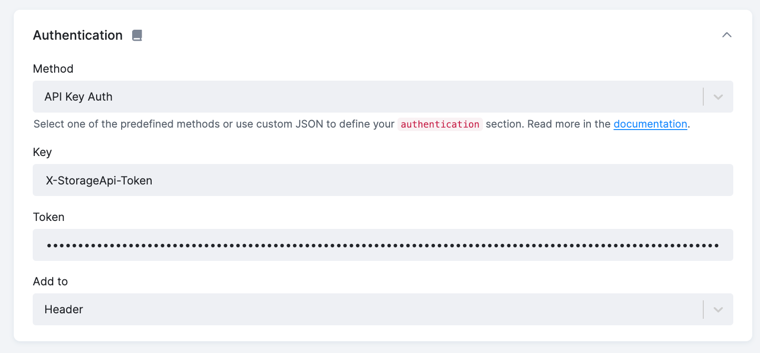 Authentication
Method
API Key Auth
Select one of the predefined methods or use custom JSON to define your authentication section. Read more in the documentation.
Key
X-StorageApi-Token
Token
Add to
Header